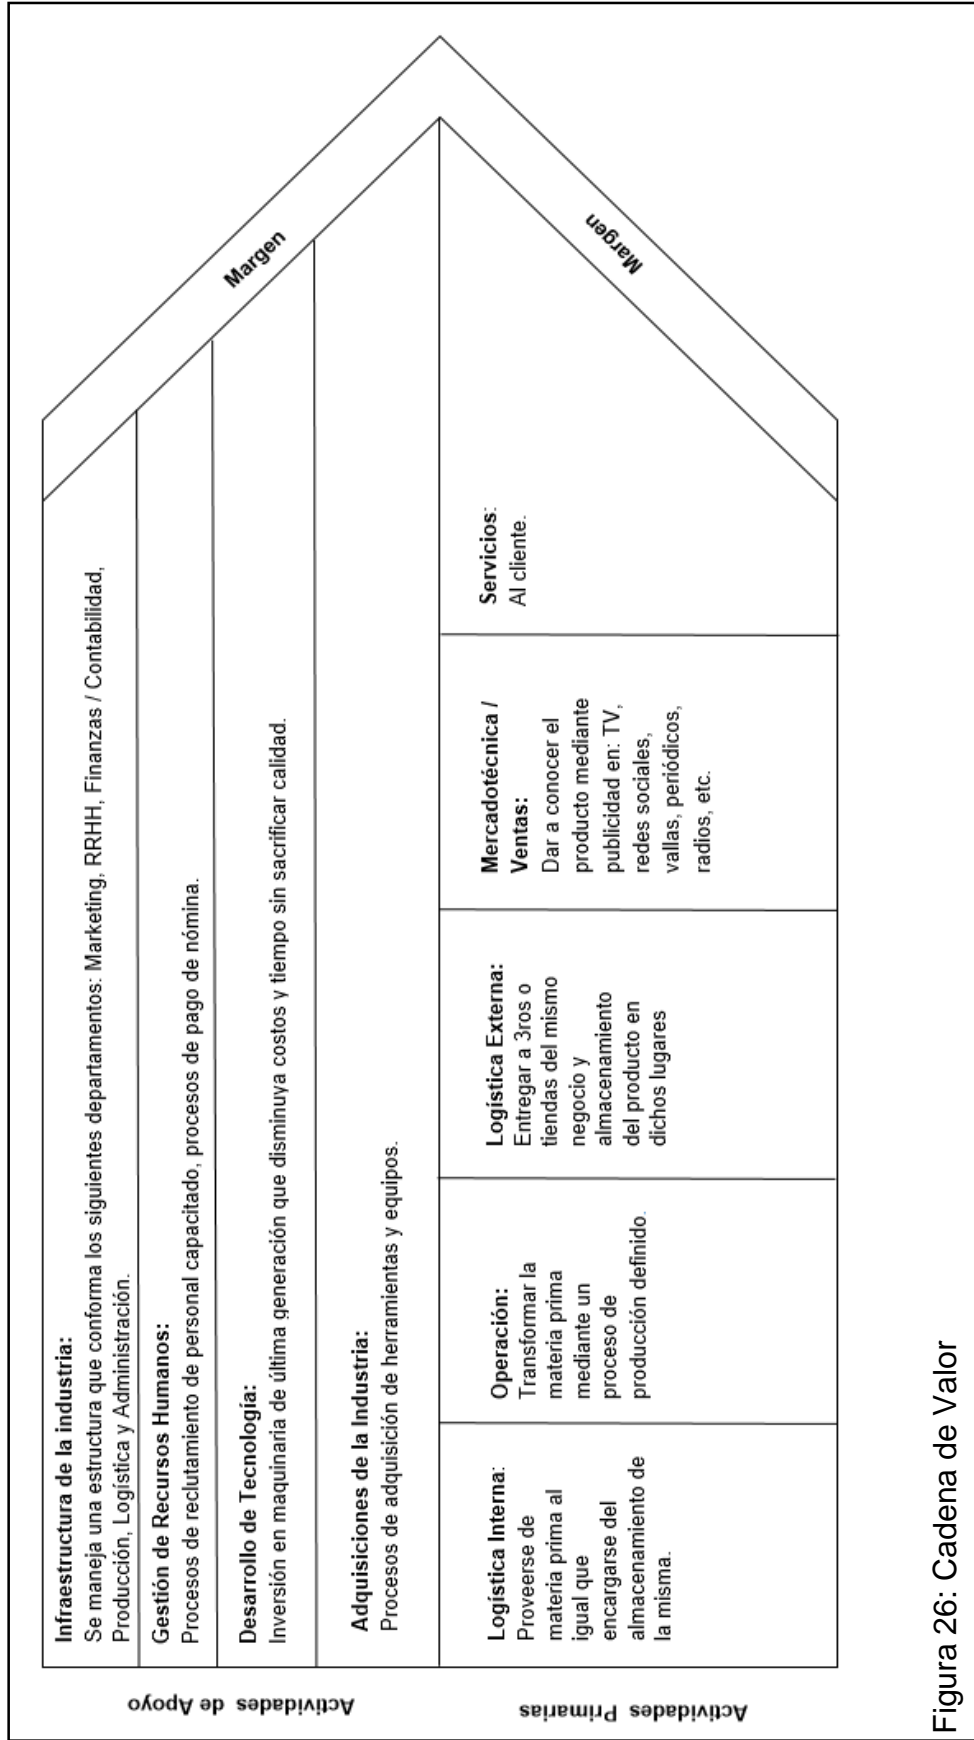 Actividades de Apoyo
Infraestructura de la industria:
Se maneja una estructura que conforma los siguientes departamentos: Marketing, RRHH, Finanzas / Contabilidad,
Producción, Logística y Administración.
Gestión de Recursos Humanos:
Procesos de reclutamiento de personal capacitado, procesos de pago de nómina.
Desarrollo de Tecnología:
Inversión en maquinaria de última generación que disminuya costos y tiempo sin sacrificar calidad.
Adquisiciones de la Industria:
Procesos de adquisición de herramientas y equipos.
Margen
Actividades Primarias
Logística Interna:
Proveerse de
materia prima al
igual que
encargarse del
almacenamiento de
la misma.
Operación:
Transformar la
materia prima
mediante un
proceso de
producción definido.
Logística Externa:
Entregar a 3ros o
tiendas del mismo
negocio y
almacenamiento
del producto en
dichos lugares
Mercadotécnica /
Ventas:
Dar a conocer el
producto mediante
publicidad en: TV,
redes sociales,
vallas, periódicos,
radios, etc.
Servicios:
Al cliente.
Margen
Figura 26: Cadena de Valor